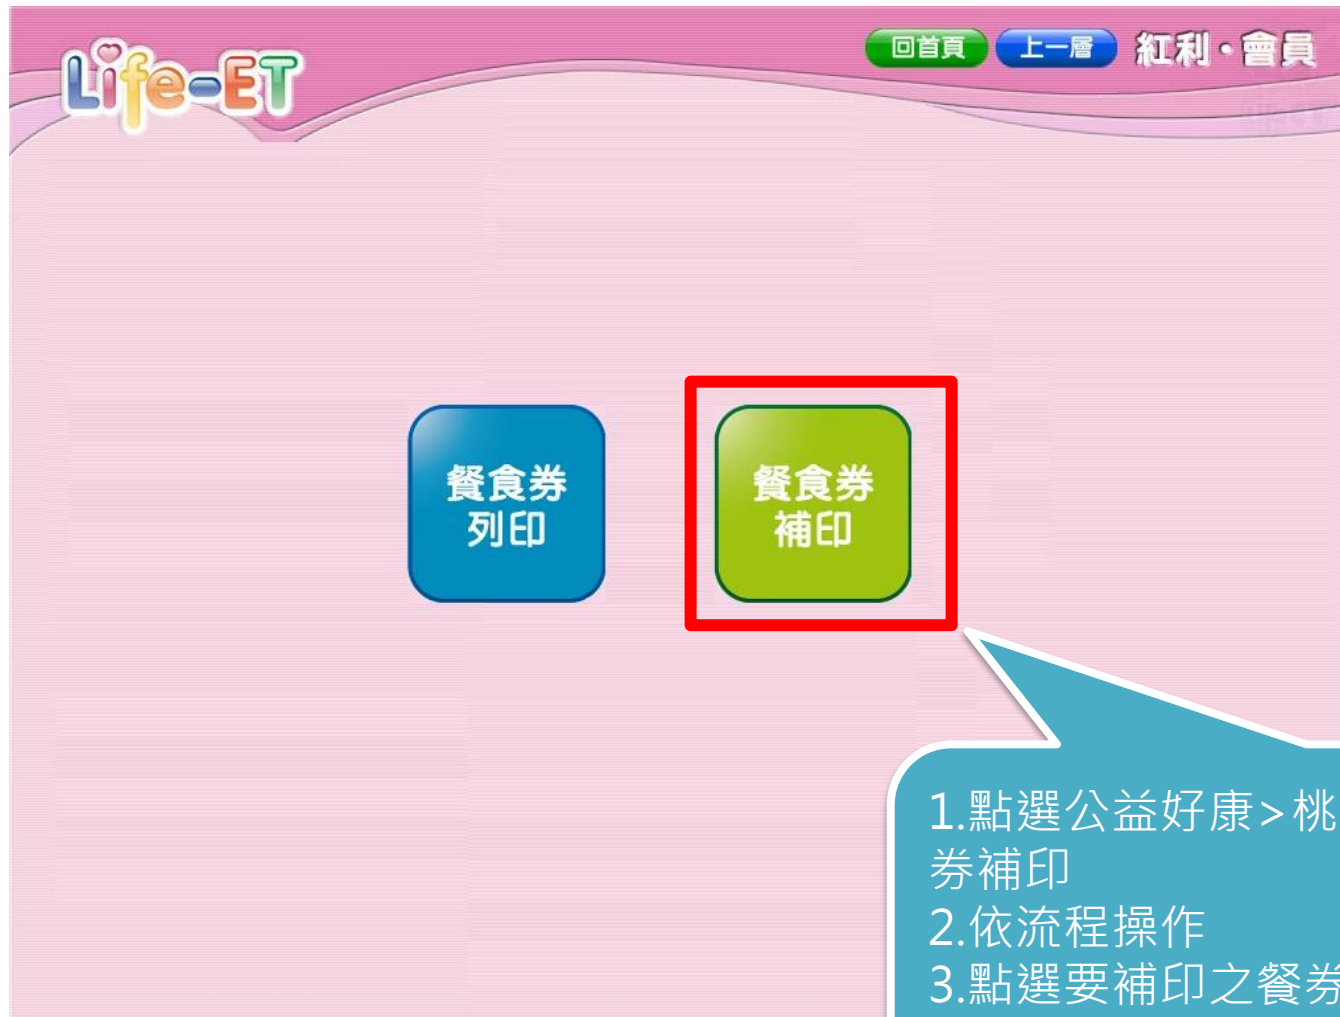 Life-ET
回首頁 上一層 紅利・會員
餐食券
列印
餐食券
補印
1.點選公益好康>桃
券補印
2.依流程操作
3.點選要補印之餐券